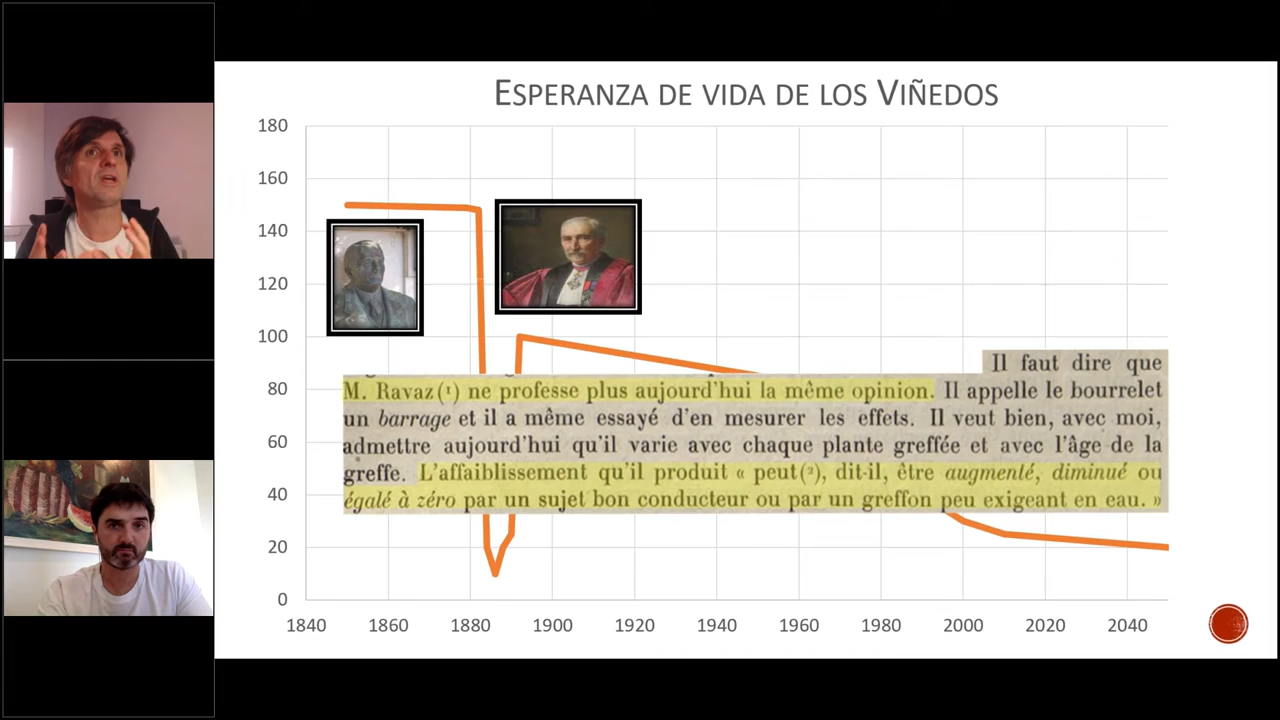 ESPERANZA DE VIDA DE LOS VIÑEDOS
180
160
140
120
100
80
60
40
20
0
Il faut dire que
M. Ravaz(¹) ne professe plus aujourd'hui la même opinion. Il appelle le bourrelet
un barrage et il a même essayé d'en mesurer les effets. Il veut bien, avec moi,
admettre aujourd'hui qu'il varie avec chaque plante greffée et avec l'âge de la
greffe. L'affaiblissement qu'il produit « peut(²), dit-il, être augmenté, diminué ou
égalé à zéro par un sujet bon conducteur ou par un greffon peu exigeant en eau. »
1840 1860 1880 1900 1920 1940 1960 1980 2000 2020 2040